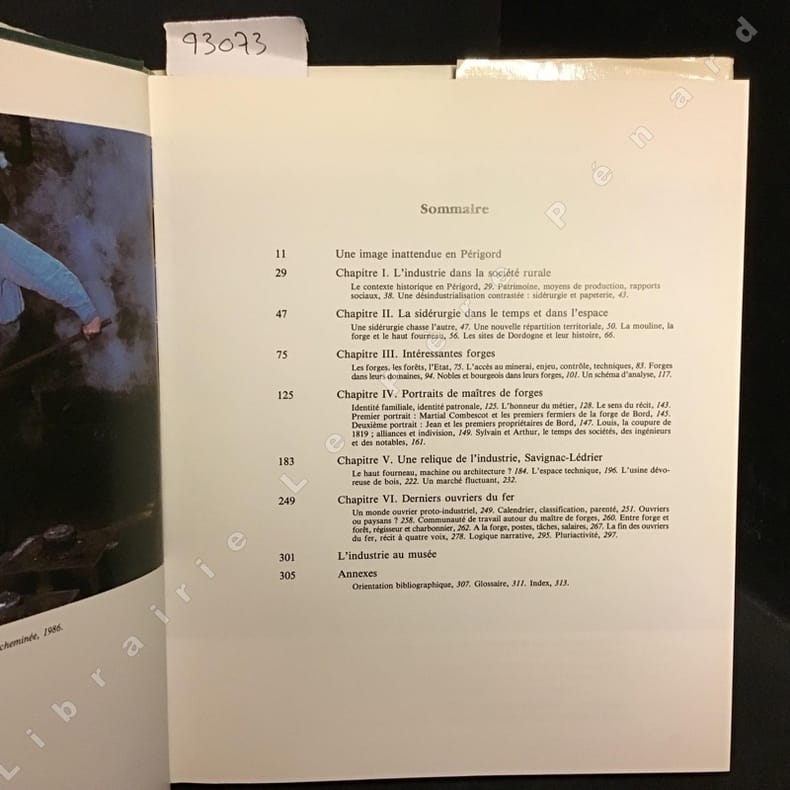 93073
Sommaire
11 Une image inattendue en Périgord
29 Chapitre I. L'industrie dans la société rurale
Le contexte historique en Périgord, 29. Patrimoine, moyens de production, rapports
sociaux, 38. Une désindustrialisation contrastée : sidérurgie et papeterie, 43.
47 Chapitre II. La sidérurgie dans le temps et dans l'espace
Une sidérurgie chasse l'autre, 47. Une nouvelle répartition territoriale, 50. La mouline, la
forge et le haut fourneau, 56. Les sites de Dordogne et leur histoire, 66.
75 Chapitre III. Intéressantes forges
Les forges, les forêts, l'Etat, 75. L'accès au minerai, enjeu, contrôle, techniques, 83. Forges
dans leurs domaines, 94. Nobles et bourgeois dans leurs forges, 101. Un schéma d'analyse, 117.
125 Chapitre IV. Portraits de maîtres de forges
Identité familiale, identité patronale, 125. L'honneur du métier, 128. Le sens du récit, 143.
Premier portrait : Martial Combescot et les premiers fermiers de la forge de Bord, 145.
Deuxième portrait : Jean et les premiers propriétaires de Bord, 147. Louis, la coupure de
1819 ; alliances et indivision, 149. Sylvain et Arthur, le temps des sociétés, des ingénieurs
et des notables, 161.
183 Chapitre V. Une relique de l'industrie, Savignac-Lédrier
Le haut fourneau, machine ou architecture ? 184. L'espace technique, 196. L'usine dévo-
reuse de bois, 222. Un marché fluctuant, 232.
249 Chapitre VI. Derniers ouvriers du fer
Un monde ouvrier proto-industriel, 249. Calendrier, classification, parenté, 251. Ouvriers
ou paysans ? 258. Communauté de travail autour du maître de forges, 260. Entre forge et
forêt, régisseur et charbonnier, 262. A la forge, postes, tâches, salaires, 267. La fin des ouvriers
du fer, récit à quatre voix, 278. Logique narrative, 295. Pluriactivité, 297.
301 L'industrie au musée
305 Annexes
Orientation bibliographique, 307. Glossaire, 311. Index, 313.
cheminée, 1986.
Librairie Le Père Pénard